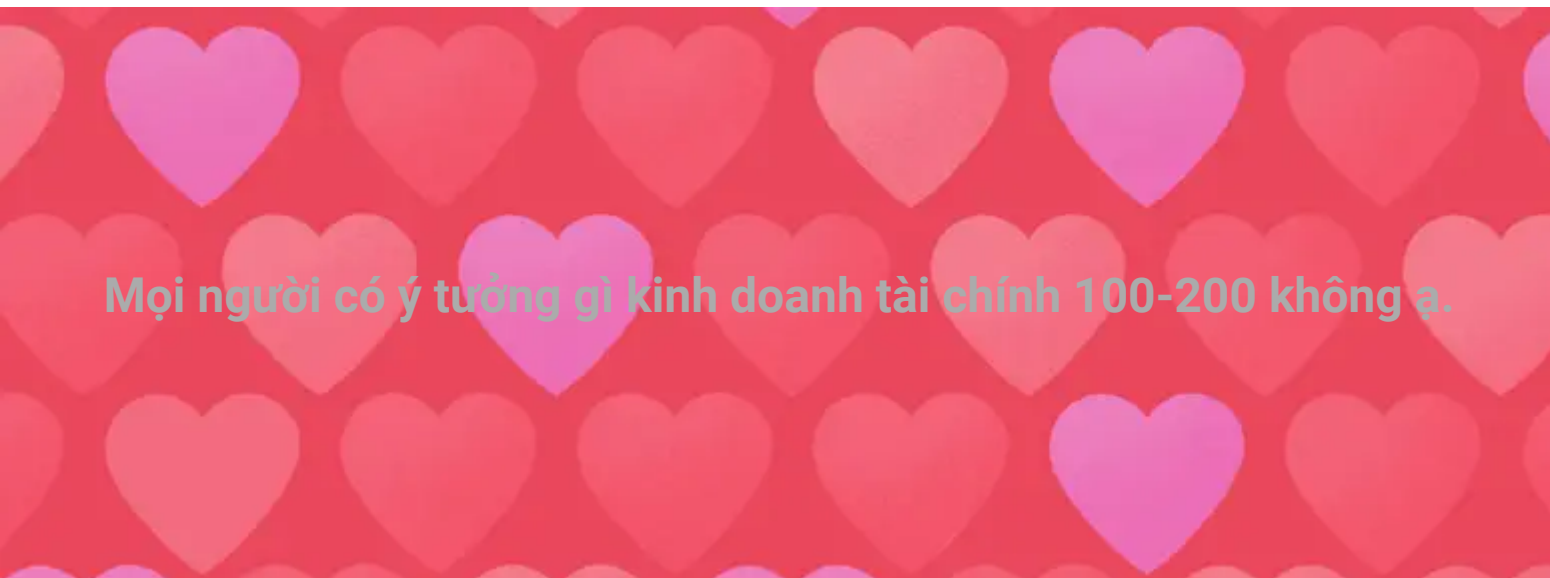 Mọi người có ý tưởng gì kinh doanh tài chính 100-200 không ạ.